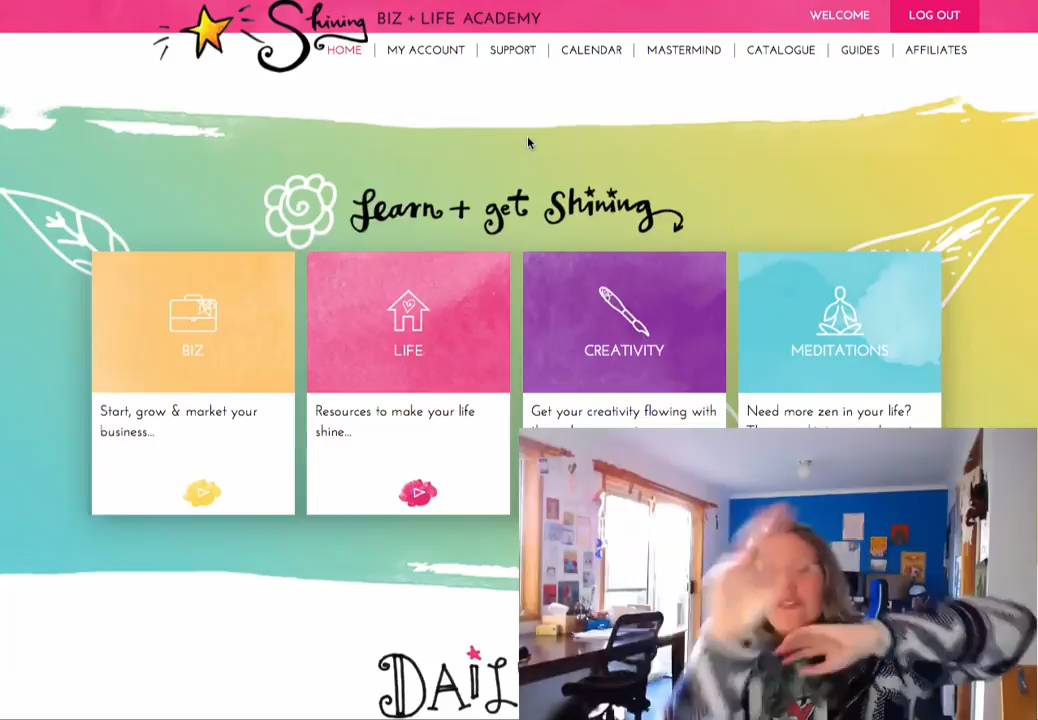 Shining BIZ + LIFE ACADEMY
WELCOME
LOG OUT
HOME | MY ACCOUNT | SUPPORT | CALENDAR | MASTERMIND | CATALOGUE | GUIDES | AFFILIATES
Learn + get Shining
BIZ
LIFE
CREATIVITY
MEDITATIONS
Start, grow & market your
business...
Resources to make your life
shine...
Get your creativity flowing with
Need more zen in your life?
DAIL